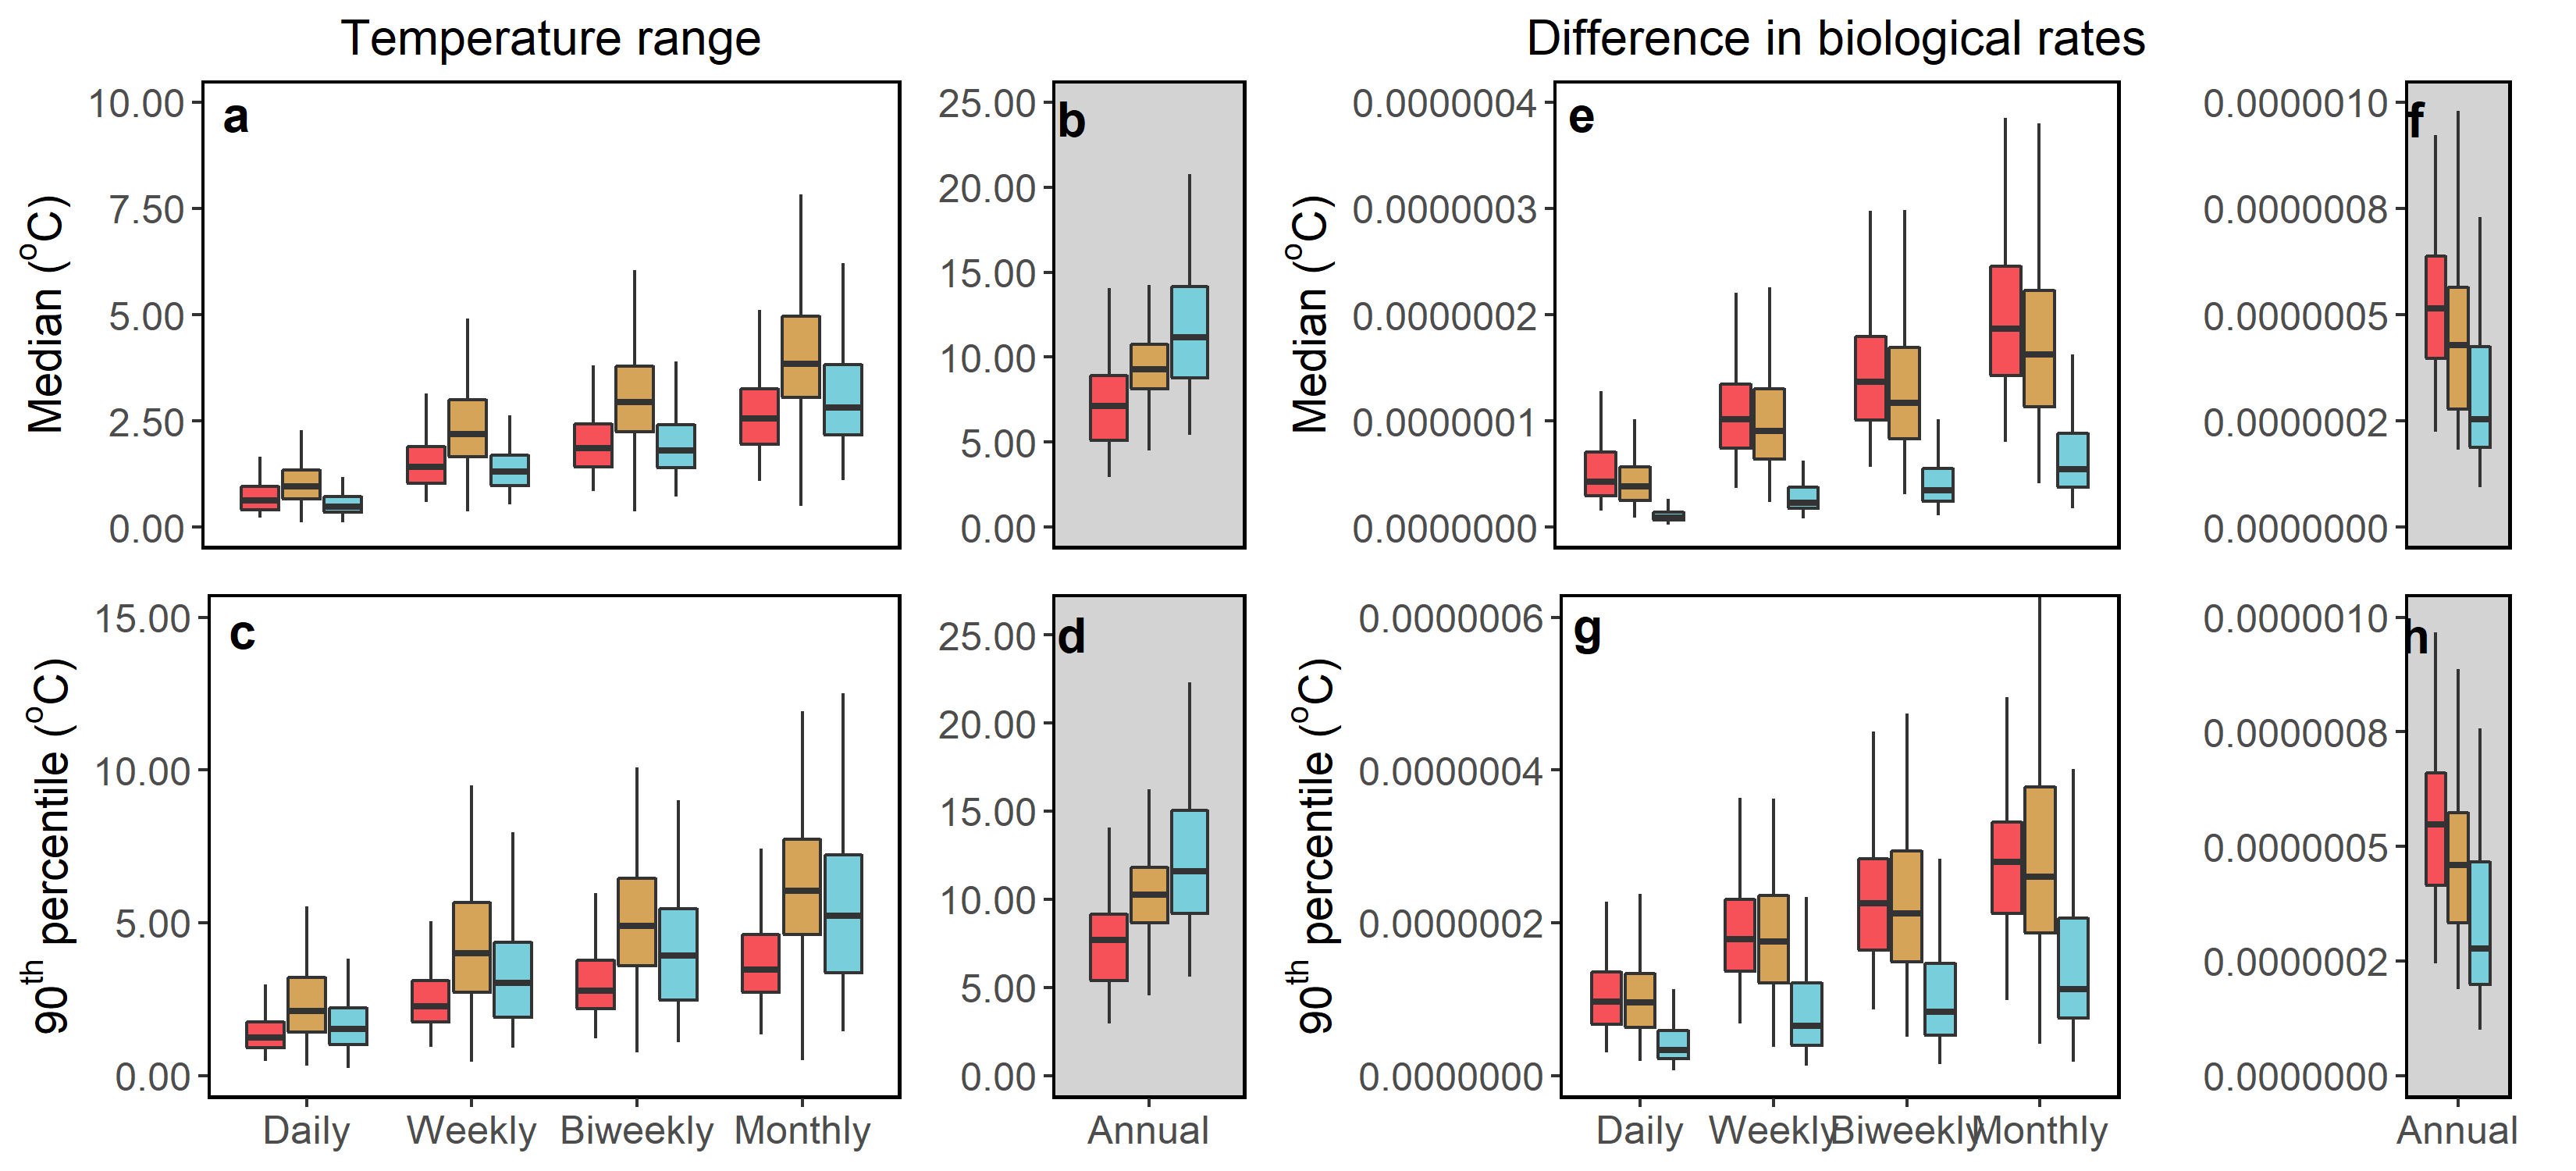 Temperature range
Difference in biological rates
Median (°C)
10.00
7.50
5.00
2.50
0.00
a
25.00
20.00
15.00
10.00
5.00
0.00
b
Median (°C)
0.0000004
0.0000003
0.0000002
0.0000001
0.0000000
e
0.0000010
0.0000008
0.0000005
0.0000002
0.0000000
f
90th percentile (°C)
15.00
10.00
5.00
0.00
c
Daily Weekly Biweekly Monthly
25.00
20.00
15.00
10.00
5.00
0.00
d
Annual
90th percentile (°C)
0.0000006
0.0000004
0.0000002
0.0000000
g
Daily Weekly Biweekly Monthly
0.0000010
0.0000008
0.0000005
0.0000002
0.0000000
h
Annual